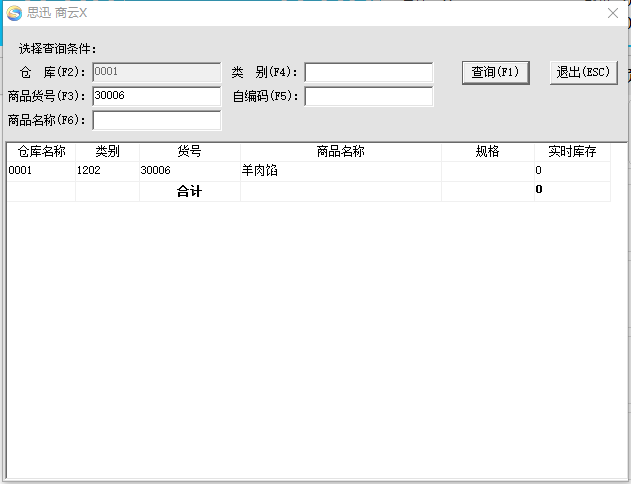 思迅 商云X
选择查询条件:
仓 库(F2): 0001 类 别(F4): 查询(F1) 退出(ESC)
商品货号(F3): 30006 自编码(F5):
商品名称(F6):
仓库名称 类别 货号 商品名称 规格 实时库存
0001 1202 30006 羊肉馅 0
合计 0